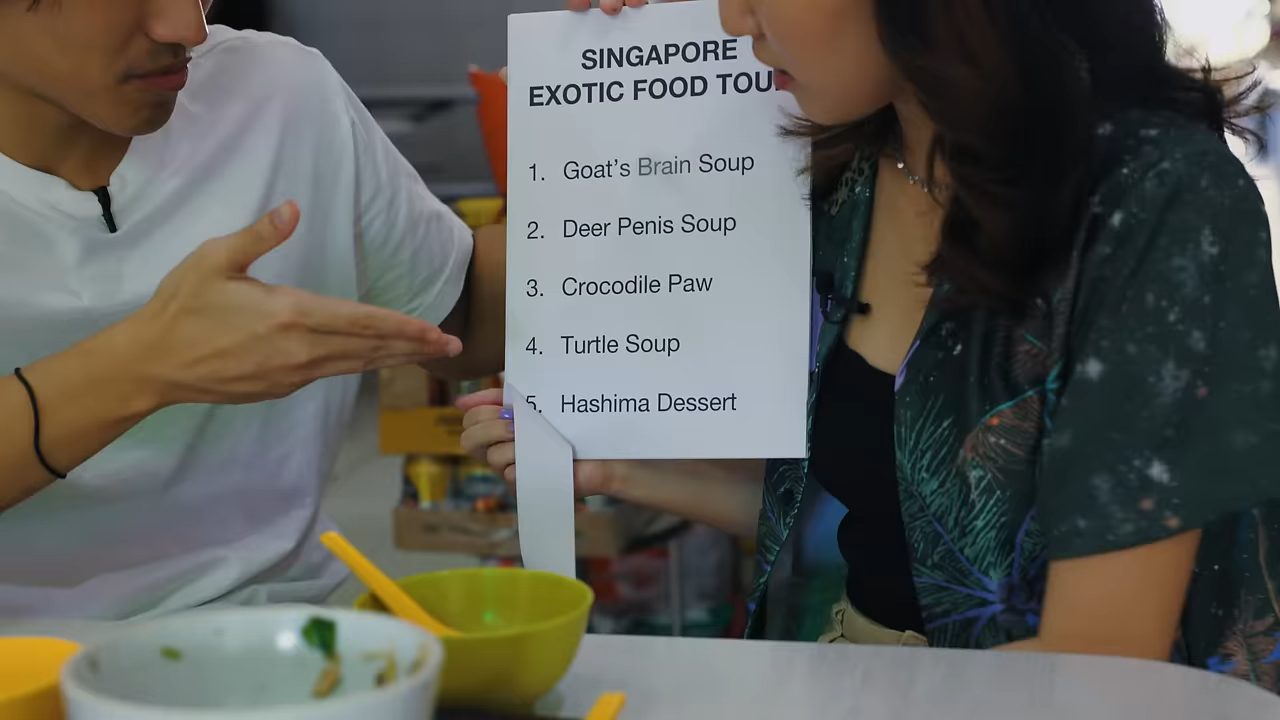 SINGAPORE
EXOTIC FOOD TOU
1. Goat's Brain Soup
2. Deer Penis Soup
3. Crocodile Paw
4. Turtle Soup
5. Hashima Dessert